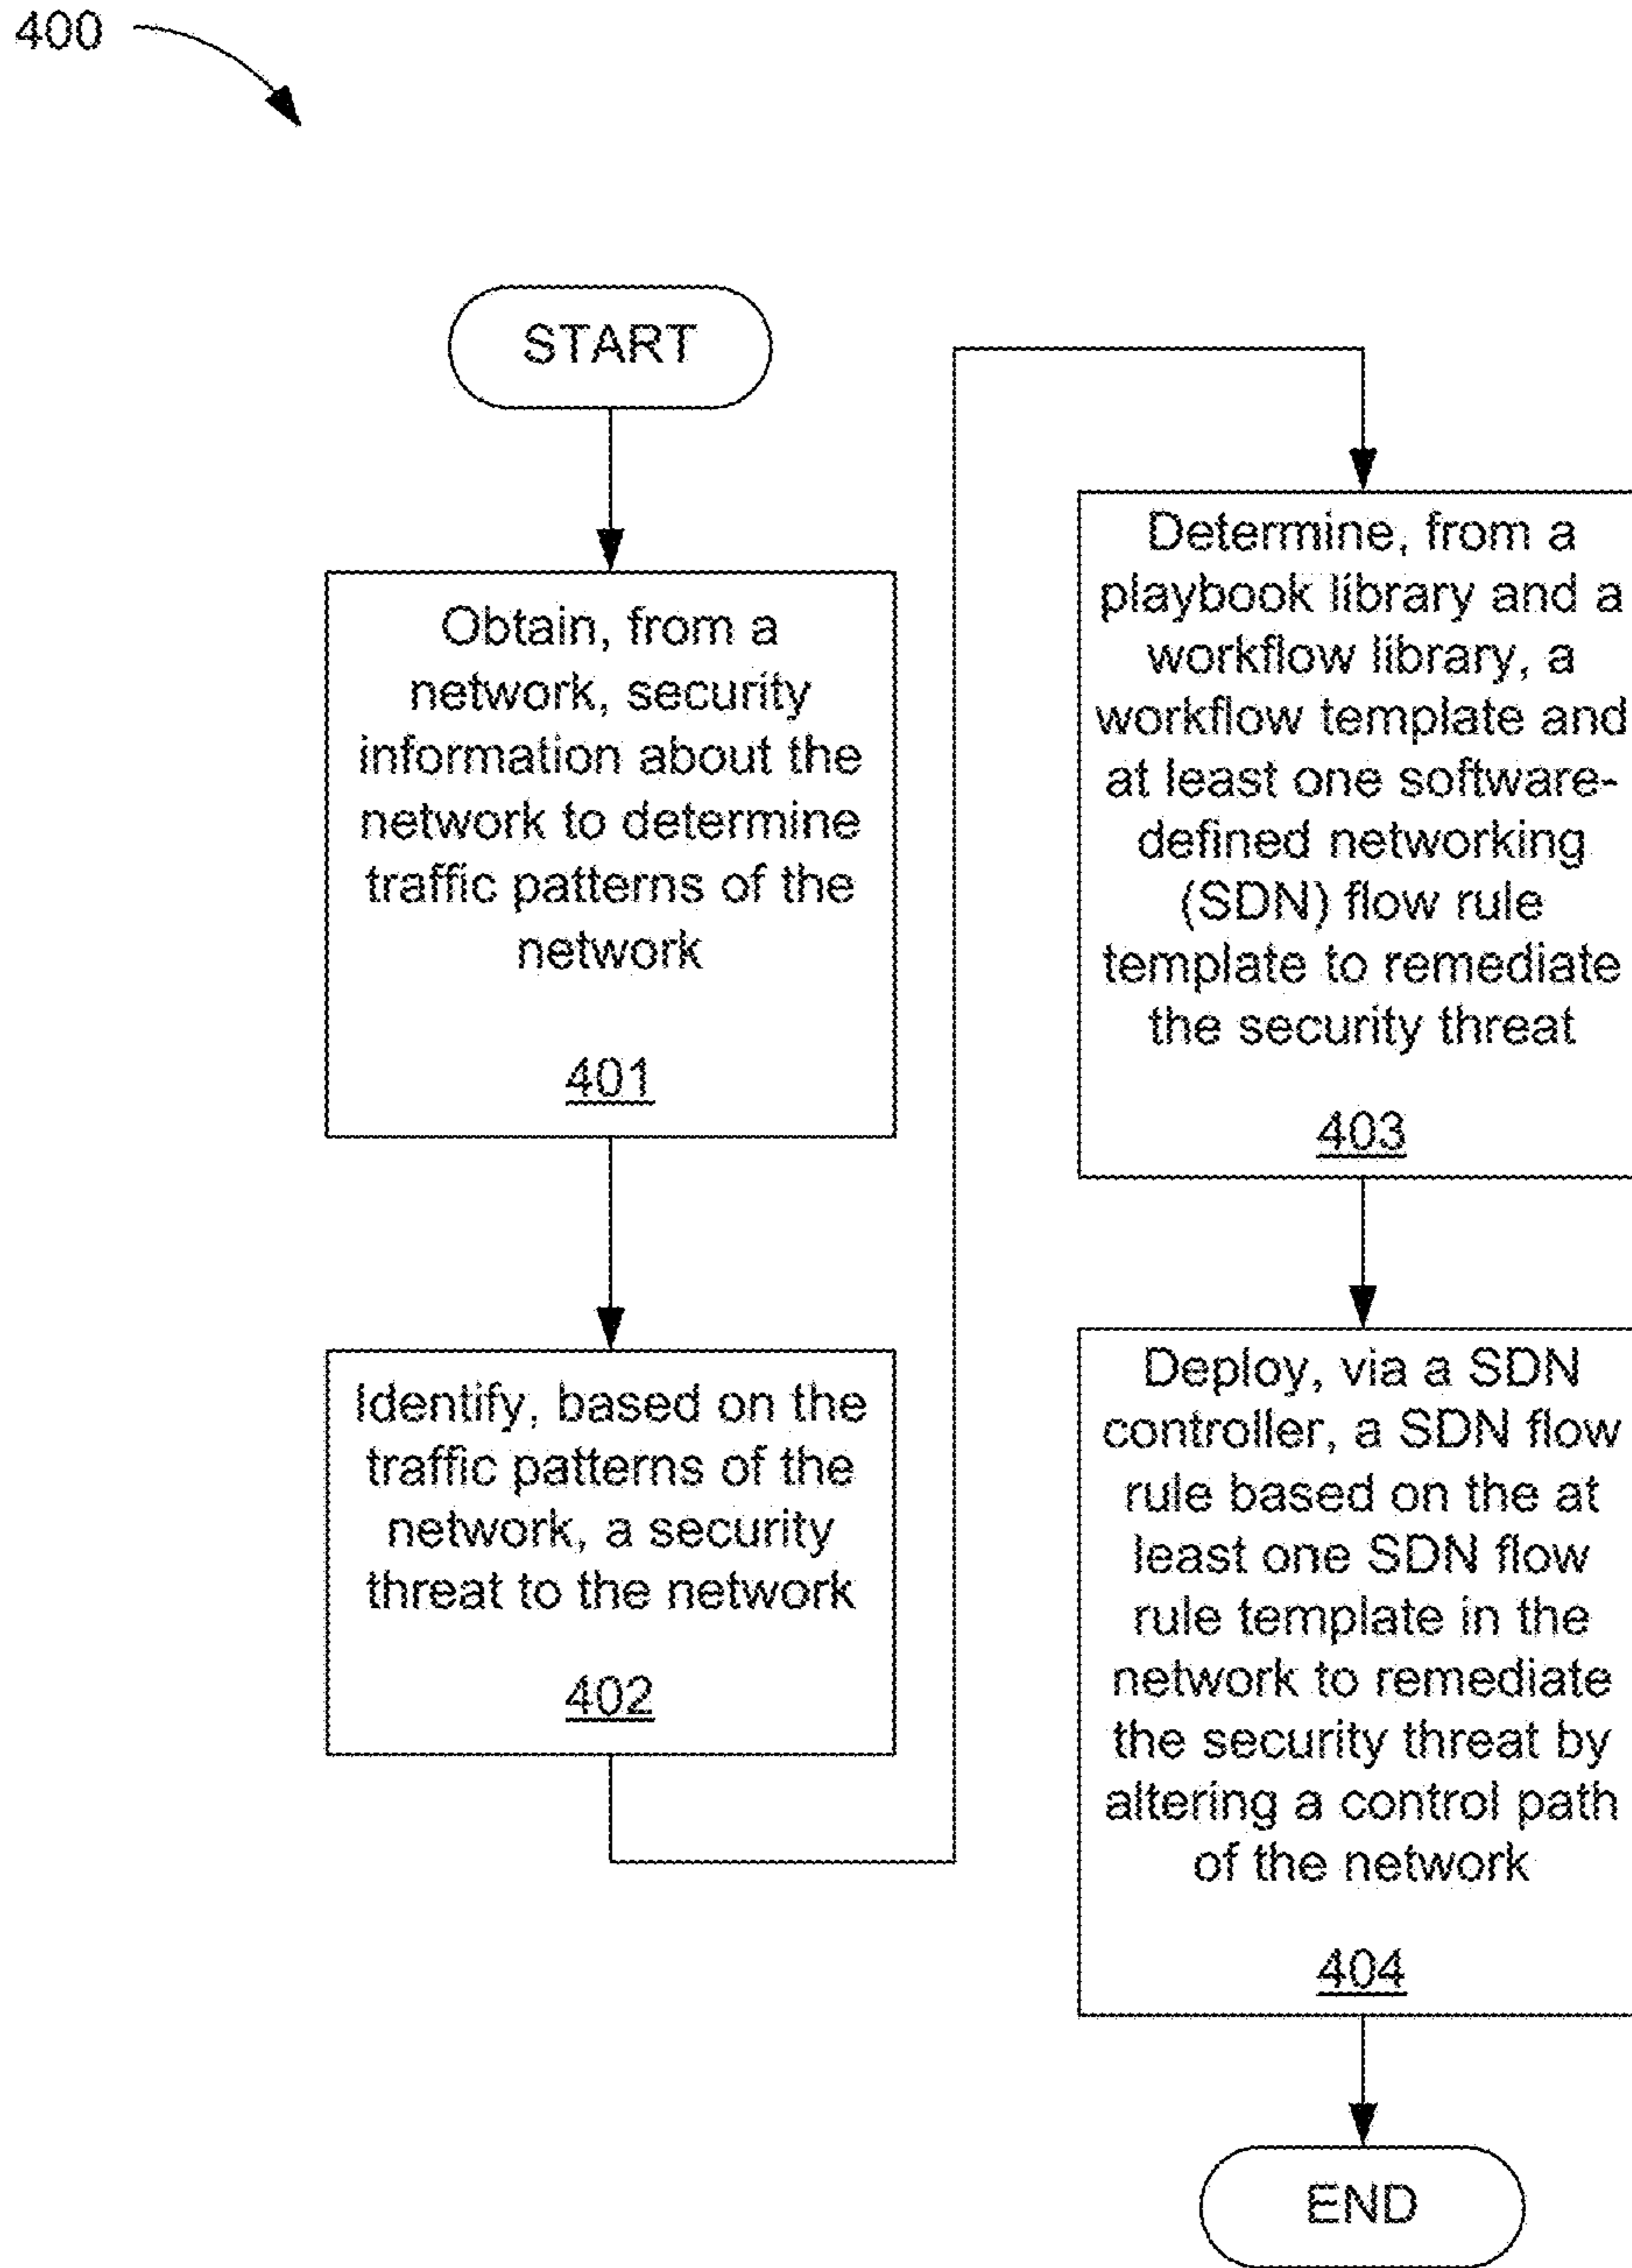 400
START
Obtain, from a
network, security
information about the
network to determine
traffic patterns of the
network
401
Identify, based on the
traffic patterns of the
network, a security
threat to the network
402
Determine, from a
playbook library and a
workflow library, a
workflow template and
at least one software-
defined networking
(SDN) flow rule
template to remediate
the security threat
403
Deploy, via a SDN
controller, a SDN flow
rule based on the at
least one SDN flow
rule template in the
network to remediate
the security threat by
altering a control path
of the network
404
END